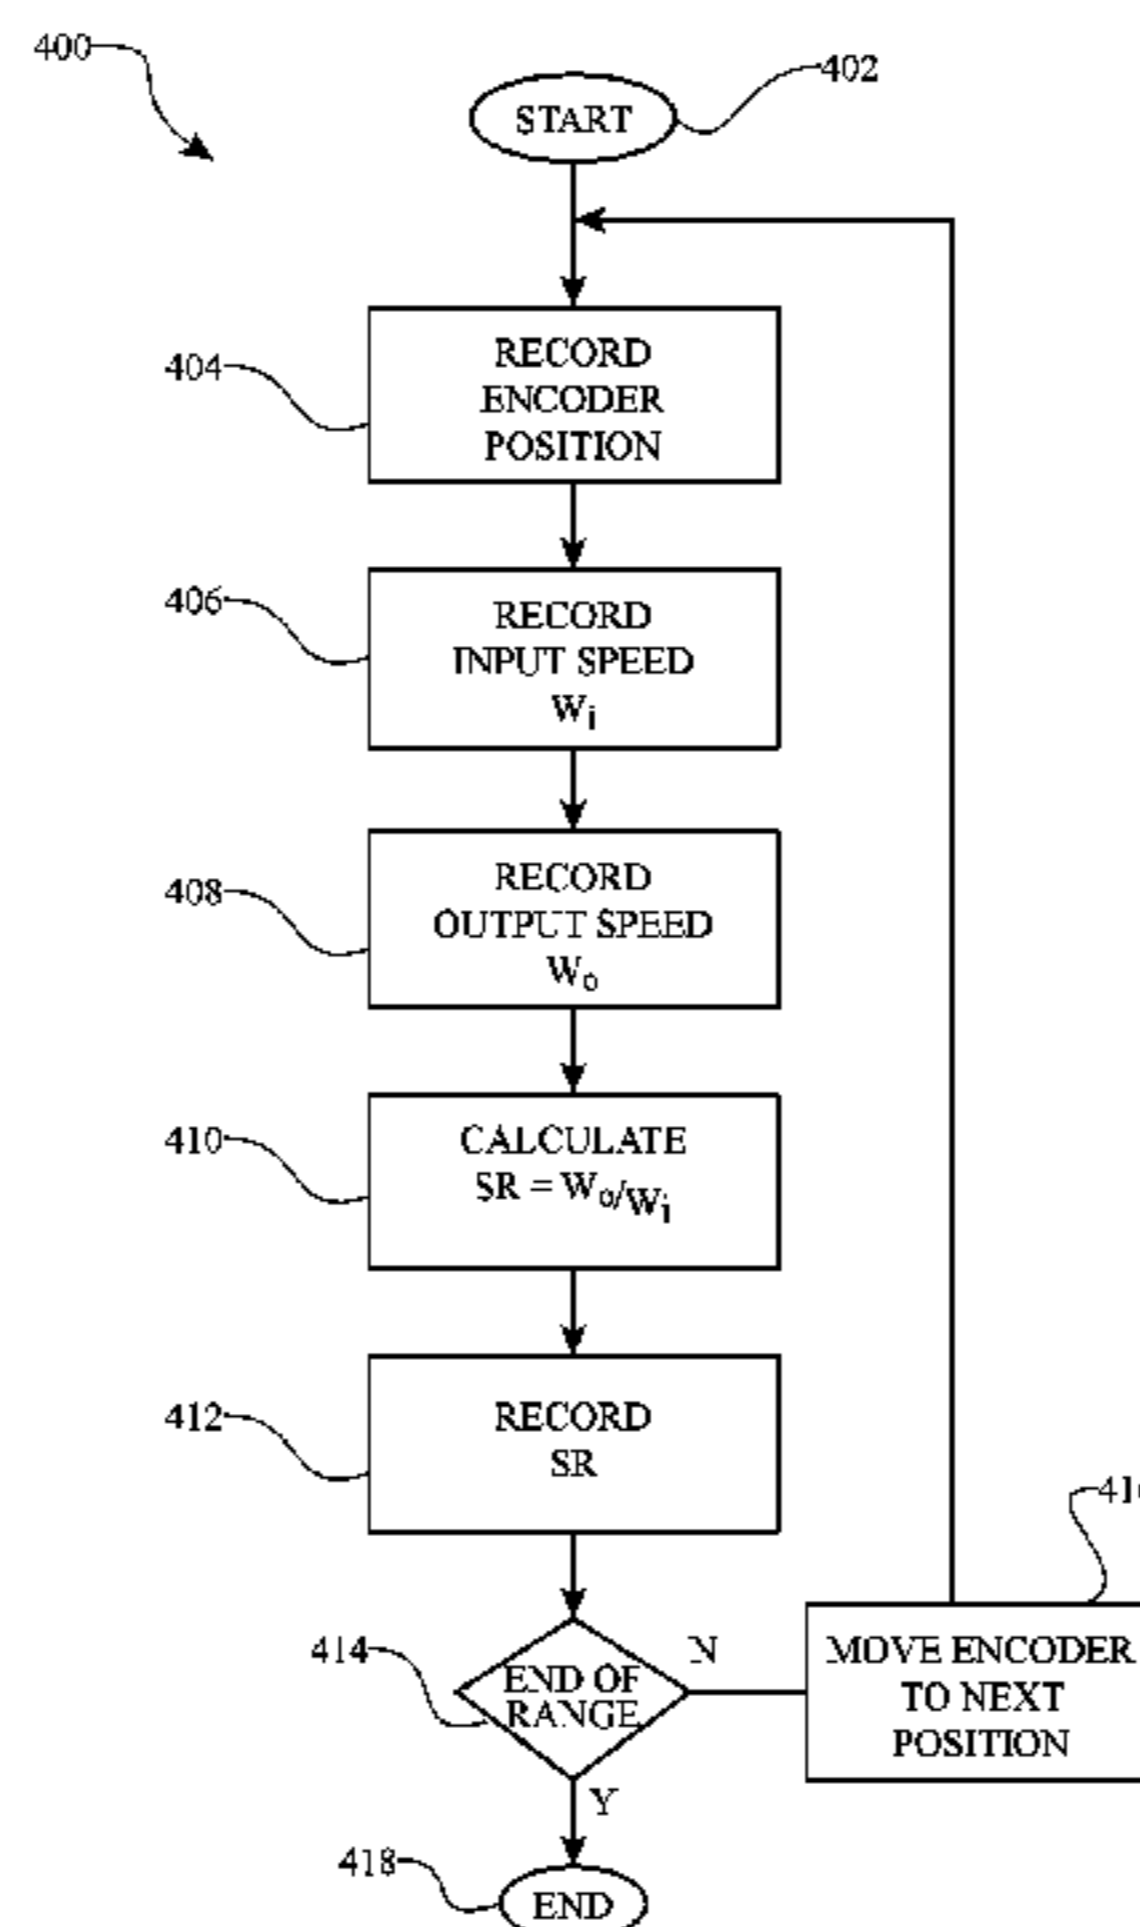 400
START
402
404
RECORD
ENCODER
POSITION
406
RECORD
INPUT SPEED
Wi
408
RECORD
OUTPUT SPEED
Wo
410
CALCULATE
SR = Wo/Wi
412
RECORD
SR
414
END OF
RANGE
N
MOVE ENCODER
TO NEXT
POSITION
Y
418
END